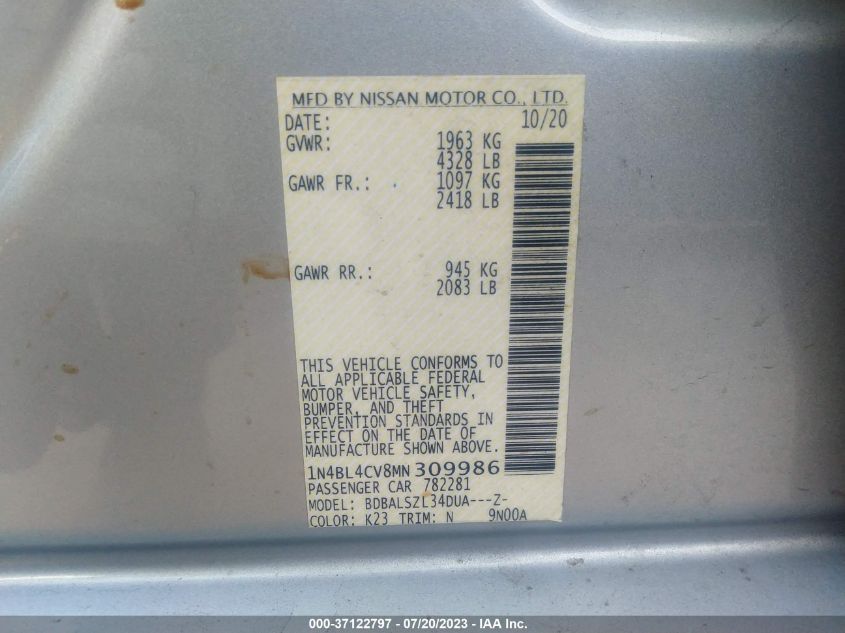 MFD BY NISSAN MOTOR CO., LTD.
DATE: 10/20
GVWR: 1963 KG
4328 LB
GAWR FR.: 1097 KG
2418 LB
GAWR RR.: 945 KG
2083 LB
THIS VEHICLE CONFORMS TO
ALL APPLICABLE FEDERAL
MOTOR VEHICLE SAFETY,
BUMPER, AND THEFT
PREVENTION STANDARDS IN
EFFECT ON THE DATE OF
MANUFACTURE SHOWN ABOVE.
1N4BL4CV8MN309986
PASSENGER CAR 782281
MODEL: BDBALSZL34DUA---Z-
COLOR: K23 TRIM: N 9N00A
000-37122797 - 07/20/2023 - IAA Inc.